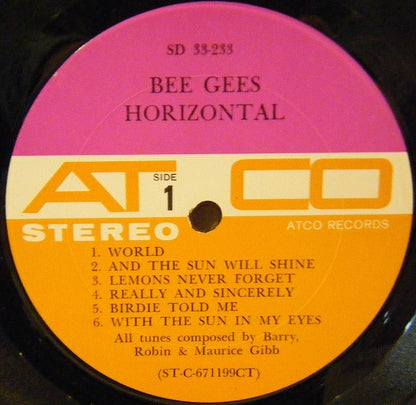 SD 33-233
BEE GEES
HORIZONTAL
ATCO
SIDE
1
STEREO
ATCO RECORDS
1. WORLD
2. AND THE SUN WILL SHINE
3. LEMONS NEVER FORGET
4. REALLY AND SINCERELY
5. BIRDIE TOLD ME
6. WITH THE SUN IN MY EYES
All tunes composed by Barry,
Robin & Maurice Gibb
(ST-C-671199CT)